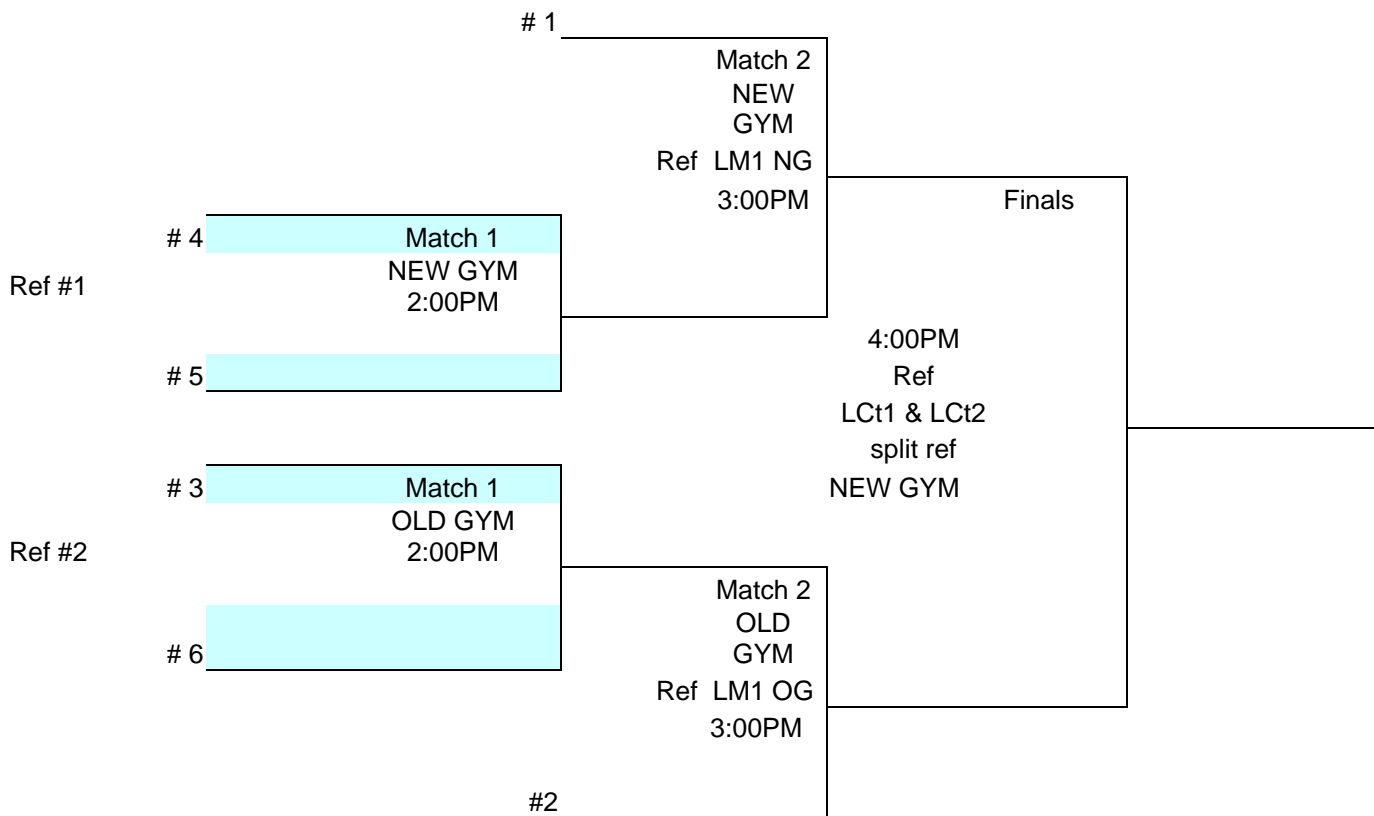 # 1
Match 2
NEW
GYM
Ref LM1 NG
3:00PM
Finals
# 4
Match 1
NEW GYM
2:00PM
Ref #1
# 5
4:00PM
Ref
LCt1 & LCt2
split ref
NEW GYM
# 3
Match 1
OLD GYM
2:00PM
Ref #2
# 6
Match 2
OLD
GYM
Ref LM1 OG
3:00PM
#2